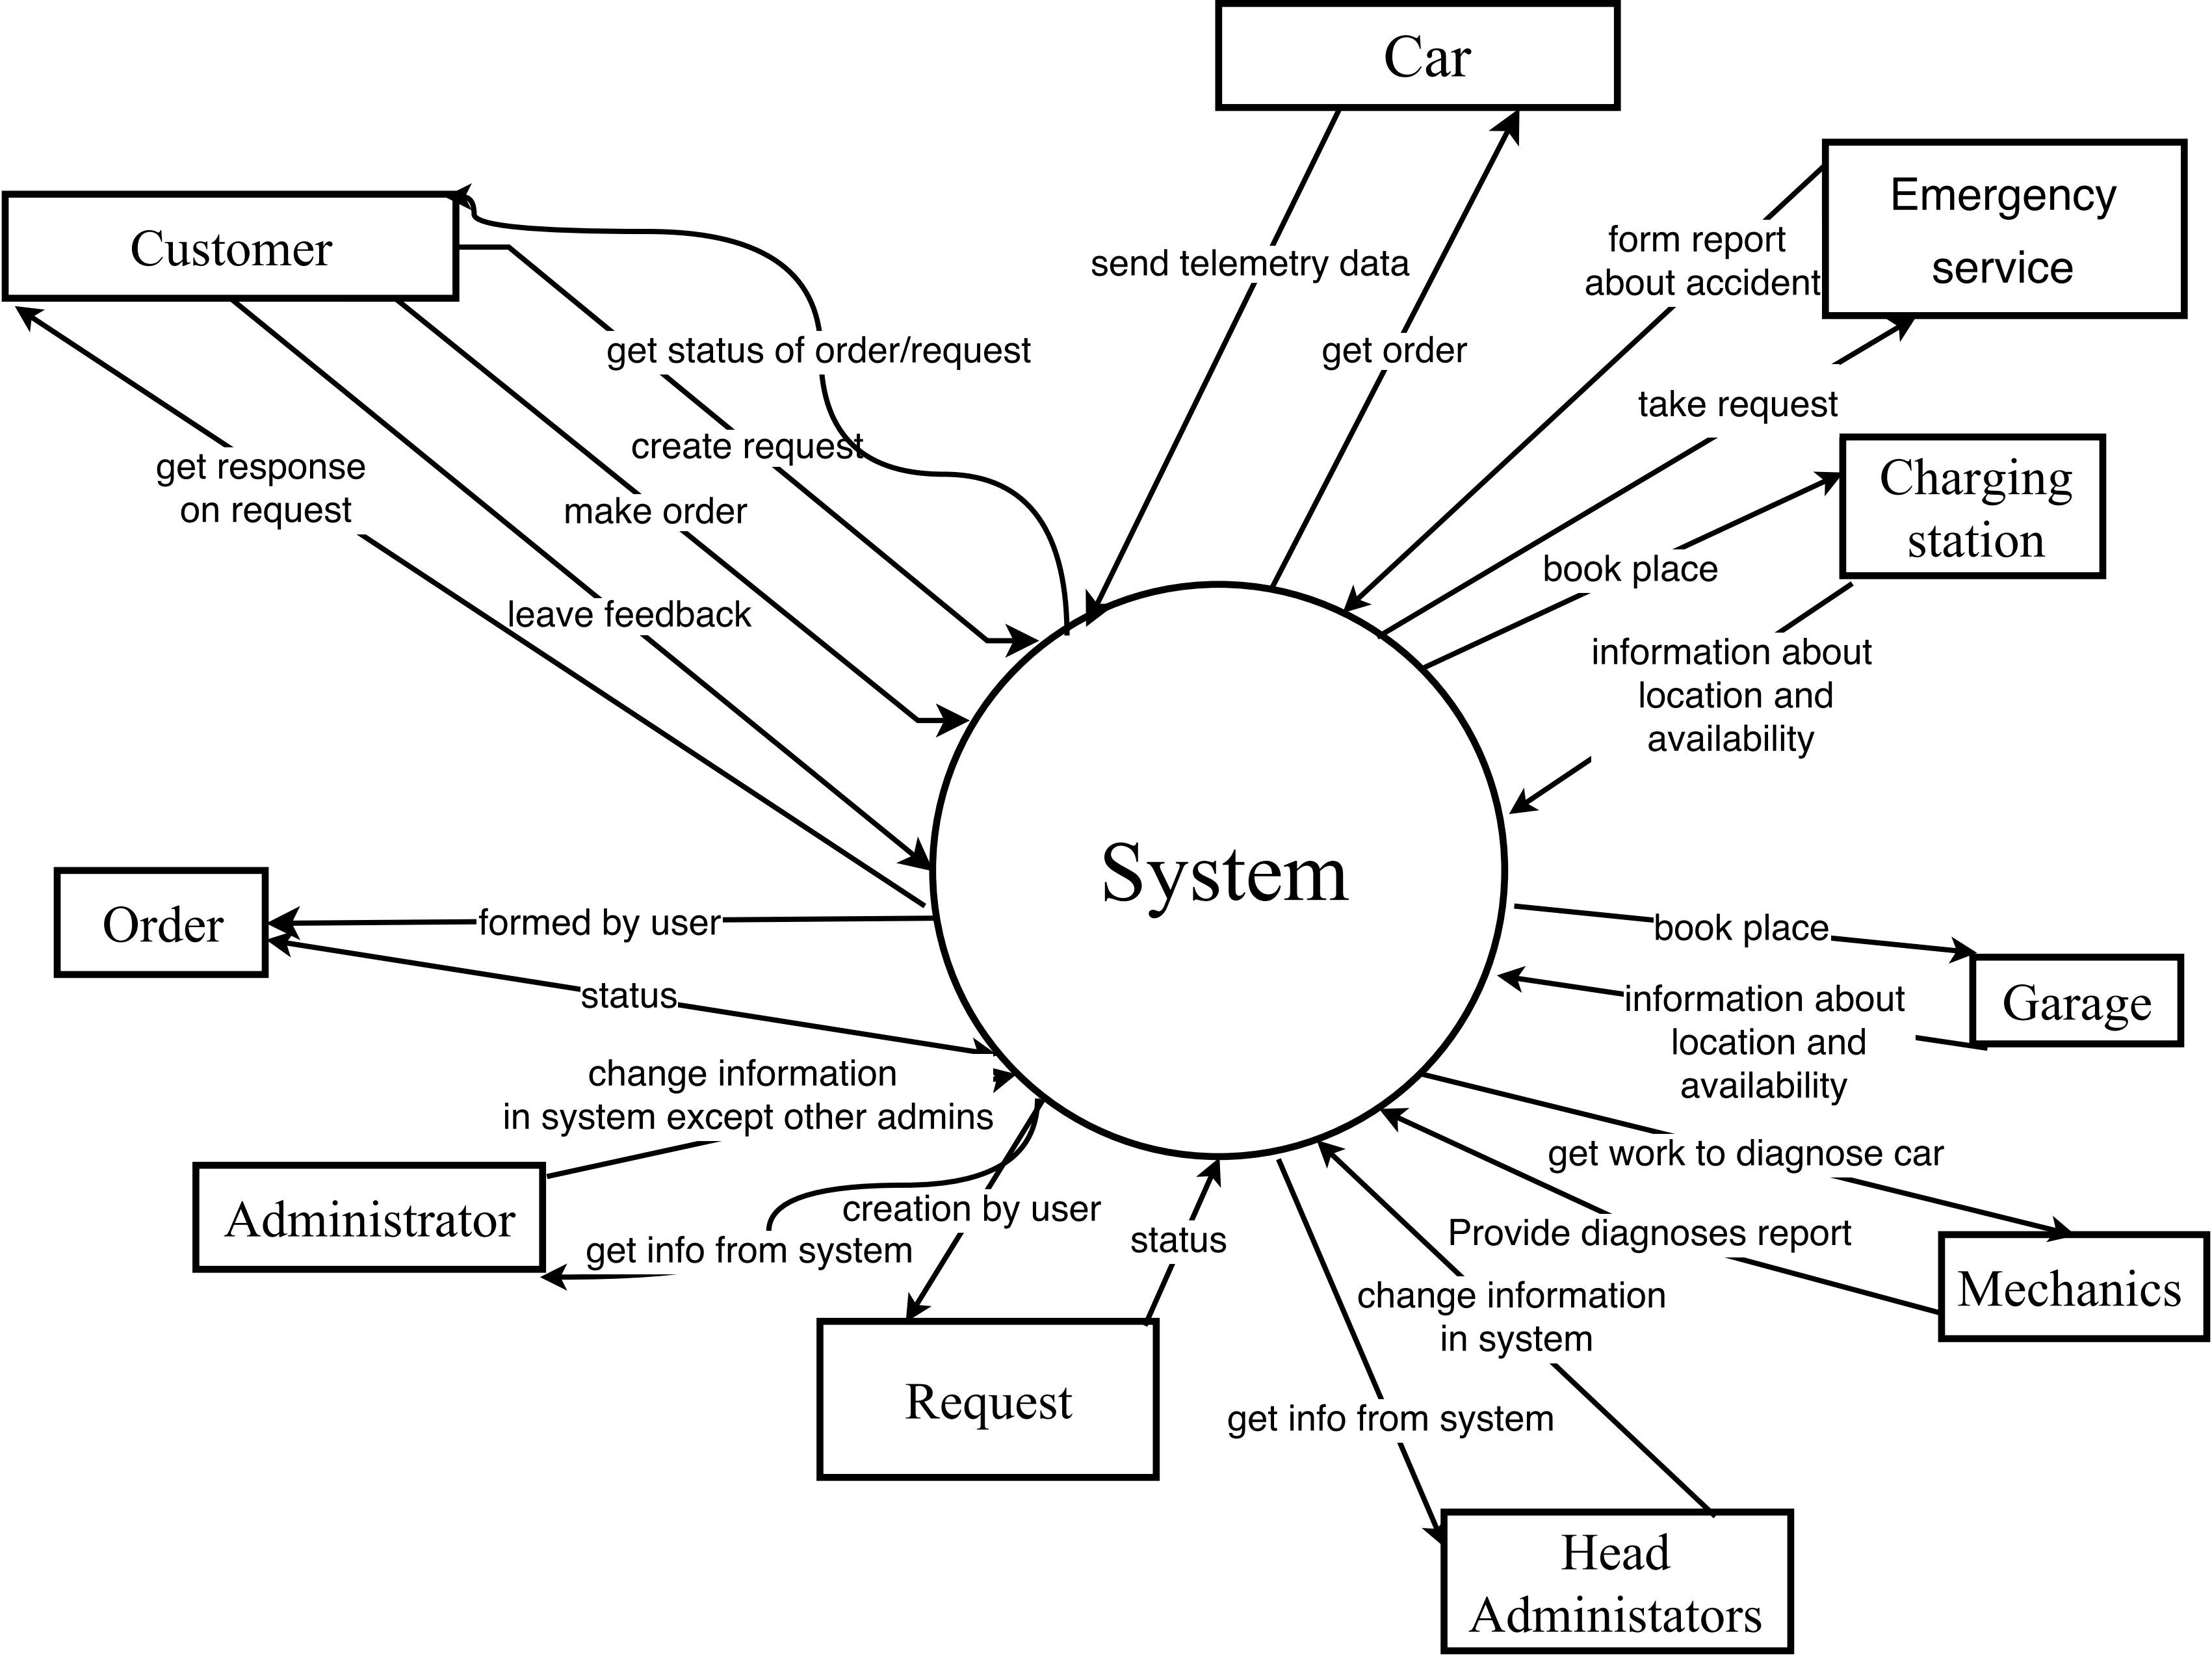 Car
Emergency
service
Customer
form report
about accident
send telemetry data
get status of order/request
get order
take request
create request
get response
on request
Charging
station
make order
book place
leave feedback
information about
location and
availability
System
Order
formed by user
book place
status
information about
location and
availability
Garage
change information
in system except other admins
get work to diagnose car
Administrator
creation by user
get info from system
status
Provide diagnoses report
Mechanics
change information
in system
Request
get info from system
Head
Administators